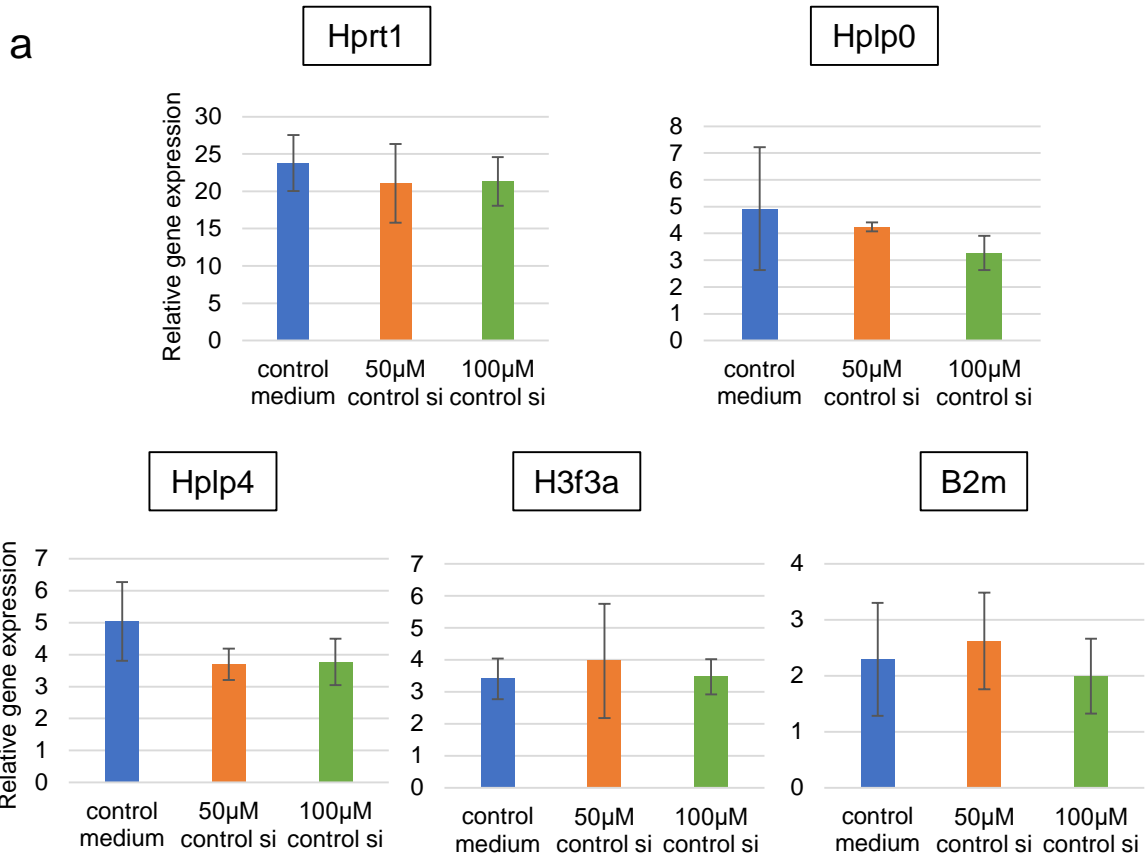 a
Hprt1
Hplp0
Relative gene expression
30
25
20
15
10
5
0
control medium
50µM control si
100µM control si
8
7
6
5
4
3
2
1
0
control medium
50µM control si
100µM control si
Hplp4
H3f3a
B2m
Relative gene expression
7
6
5
4
3
2
1
0
control medium
50µM control si
100µM control si
7
6
5
4
3
2
1
0
control medium
50µM control si
100µM control si
4
3
2
1
0
control medium
50µM control si
100µM control si